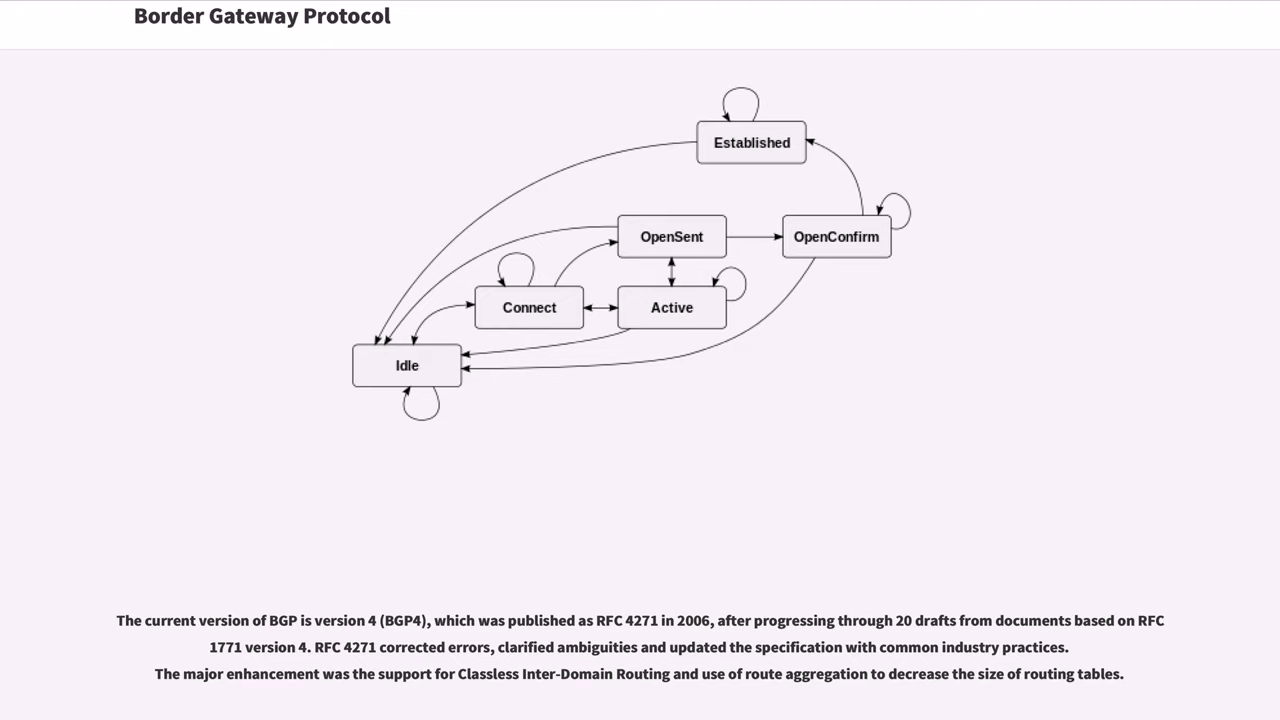 Border Gateway Protocol
Established
OpenSent
OpenConfirm
Connect
Active
Idle
The current version of BGP is version 4 (BGP4), which was published as RFC 4271 in 2006, after progressing through 20 drafts from documents based on RFC
1771 version 4. RFC 4271 corrected errors, clarified ambiguities and updated the specification with common industry practices.
The major enhancement was the support for Classless Inter-Domain Routing and use of route aggregation to decrease the size of routing tables.